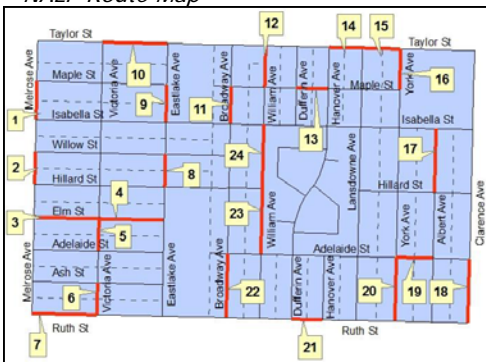 NALP Route Map
12
14
15
Taylor St
Taylor St
Melrose Ave
Maple St
Victoria Ave
10
9
Eastlake Ave
Broadway Ave
11
William Ave
Dufferin Ave
13
Hanover Ave
Maple St
York Ave
16
1
Isabella St
Isabella St
Willow St
17
2
Hillard St
8
24
Lansdowne Ave
Hillard St
4
3
Elm St
5
23
William Ave
Clarence Ave
Adelaide St
Adelaide St
York Ave
Albert Ave
Melrose Ave
Ash St
6
Victoria Ave
Eastlake Ave
Broadway Ave
22
Dufferin Ave
Hanover Ave
20
19
18
7
Ruth St
21
Ruth St